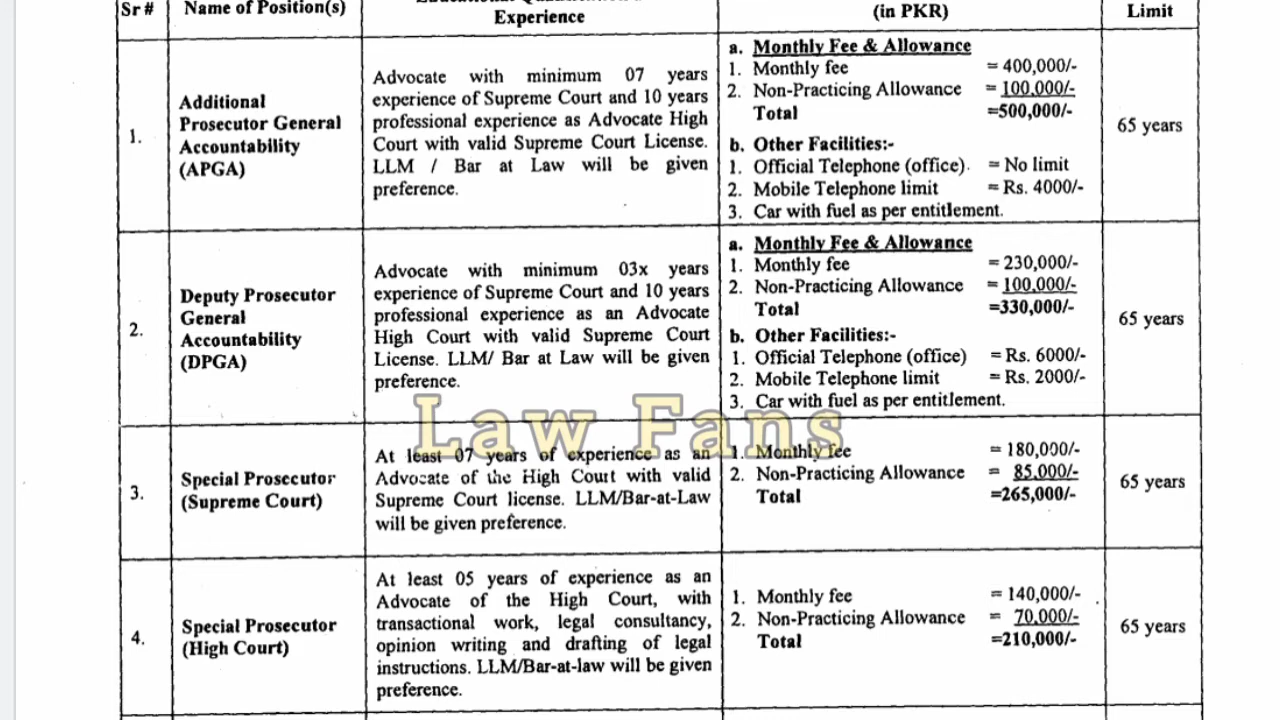 Sr # Name of Position(s) Experience (in PKR) Limit
1.
Additional
Prosecutor General
Accountability
(APGA)
Advocate with minimum 07 years
experience of Supreme Court and 10 years
professional experience as Advocate High
Court with valid Supreme Court License.
LLM / Bar at Law will be given
preference.
a. Monthly Fee & Allowance
1. Monthly fee = 400,000/-
2. Non-Practicing Allowance = 100,000/-
Total =500,000/-
b. Other Facilities:-
1. Official Telephone (office). = No limit
2. Mobile Telephone limit = Rs. 4000/-
3. Car with fuel as per entitlement.
65 years
2.
Deputy Prosecutor
General
Accountability
(DPGA)
Advocate with minimum 03x years
experience of Supreme Court and 10 years
professional experience as an Advocate
High Court with valid Supreme Court
License. LLM/ Bar at Law will be given
preference.
a. Monthly Fee & Allowance
1. Monthly fee = 230,000/-
2. Non-Practicing Allowance = 100,000/-
Total =330,000/-
b. Other Facilities:-
1. Official Telephone (office) = Rs. 6000/-
2. Mobile Telephone limit = Rs. 2000/-
3. Car with fuel as per entitlement.
65 years
Law Fans
3.
Special Prosecutor
(Supreme Court)
At least 07 years of experience as an
Advocate of the High Court with valid
Supreme Court license. LLM/Bar-at-Law
will be given preference.
1. Monthly fee = 180,000/-
2. Non-Practicing Allowance = 85,000/-
Total =265,000/-
65 years
4.
Special Prosecutor
(High Court)
At least 05 years of experience as an
Advocate of the High Court, with
transactional work, legal consultancy,
opinion writing and drafting of legal
instructions. LLM/Bar-at-law will be given
preference.
1. Monthly fee = 140,000/-
2. Non-Practicing Allowance = 70,000/-
Total =210,000/-
65 years